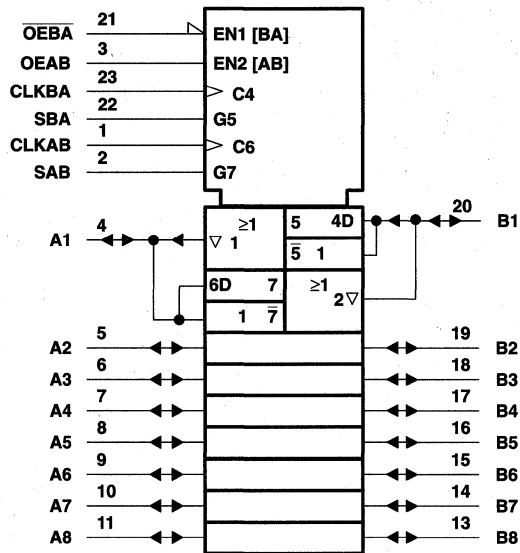 OEBA 21 EN1 [BA]
OEAB 3 EN2 [AB]
CLKBA 23 C4
SBA 22 G5
CLKAB 1 C6
SAB 2 G7
A1 4 ≥1 5 4D 20 B1
▽ 1 5̅ 1
6D 7 ≥1
1 7̅ 2▽
A2 5 19 B2
A3 6 18 B3
A4 7 17 B4
A5 8 16 B5
A6 9 15 B6
A7 10 14 B7
A8 11 13 B8